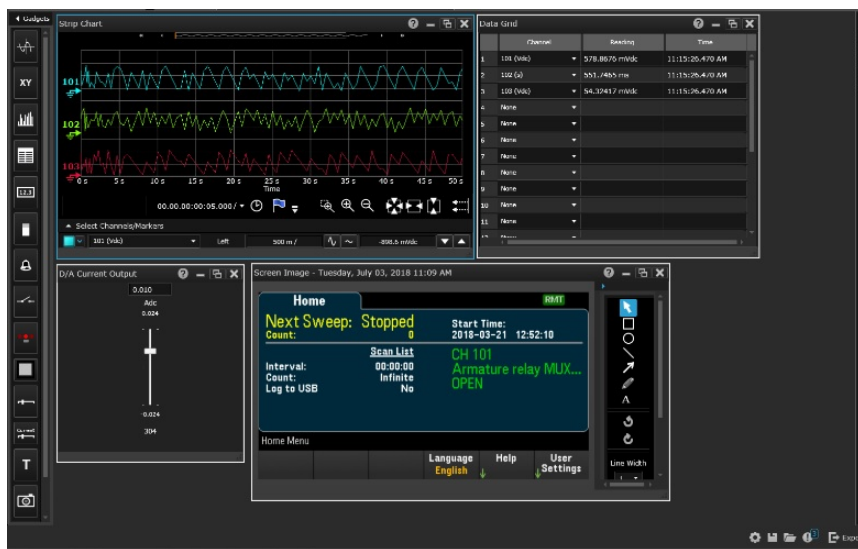 Gadgets
Strip Chart
101
102
103
0 s 5 s 10 s 15 s 20 s 25 s 30 s 35 s 40 s 45 s 50 s
Time
00.00.00:00:05.000 /
Select Channels/Markers
101 (Vdc) Left 500 m / -898.5 mVdc
Data Grid
Channel Reading Time
1 101 (Vdc) 578.8676 mVdc 11:15:26.470 AM
2 102 (s) 551.7465 ms 11:15:26.470 AM
3 103 (Vdc) 54.32417 mVdc 11:15:26.470 AM
4 None
5 None
6 None
7 None
8 None
9 None
10 None
11 None
XY
12.3
T
D/A Current Output
0.010
Adc
0.024
-0.024
304
Screen Image - Tuesday, July 03, 2018 11:09 AM
Home RMT
Next Sweep: Stopped
Count: 0
Start Time:
2018-03-21 12:52:10
Scan List
Interval: 00:00:00
Count: Infinite
Log to USB No
CH 101
Armature relay MUX...
OPEN
Home Menu
Language
English
Help
User
Settings
A
Line Width
Expo